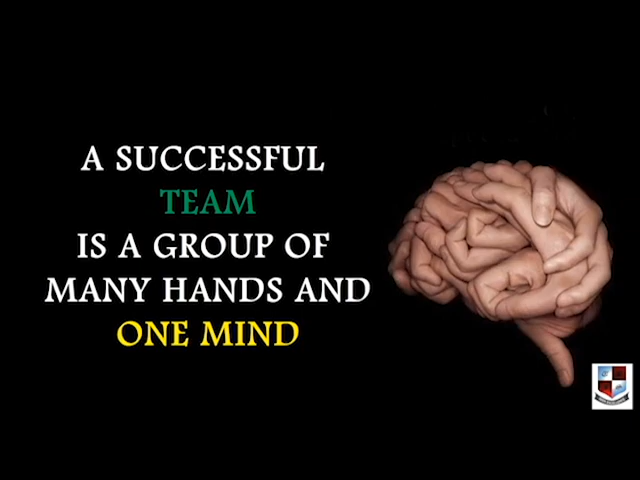 A SUCCESSFUL
TEAM
IS A GROUP OF
MANY HANDS AND
ONE MIND